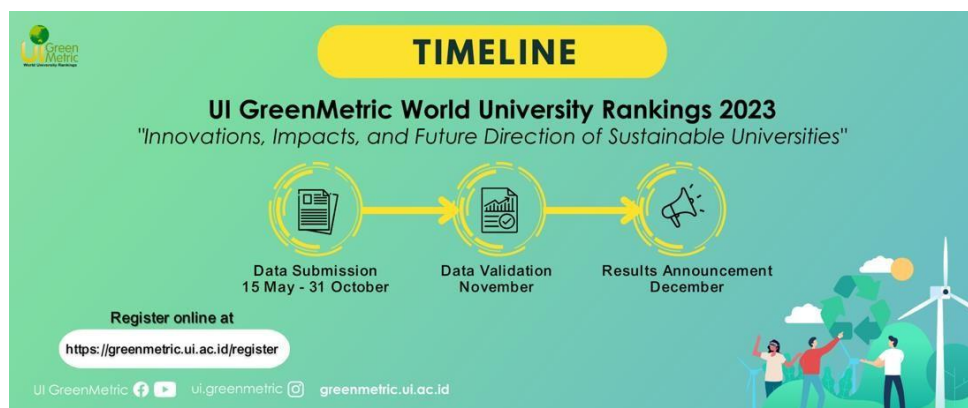 UI Green
Metric
World University Rankings
TIMELINE
UI GreenMetric World University Rankings 2023
"Innovations, Impacts, and Future Direction of Sustainable Universities"
Data Submission
15 May - 31 October
Data Validation
November
Results Announcement
December
Register online at
https://greenmetric.ui.ac.id/register
UI GreenMetric ui.greenmetric greenmetric.ui.ac.id